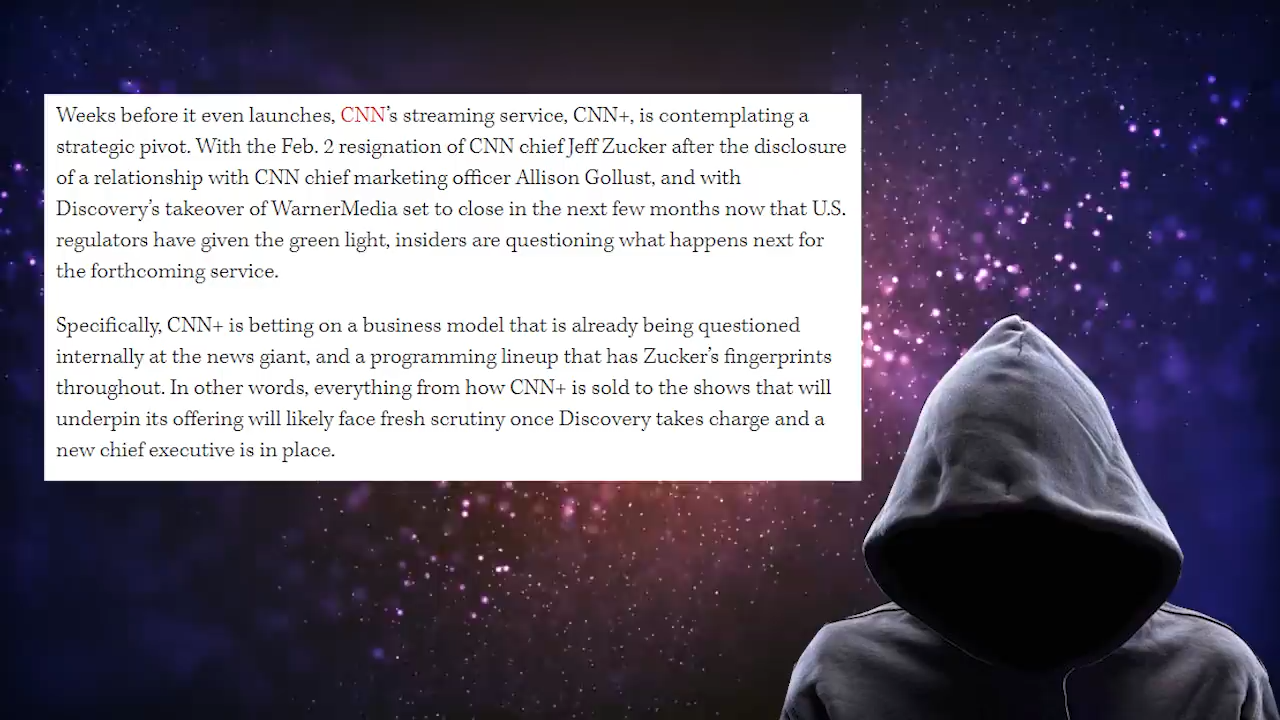 Weeks before it even launches, CNN's streaming service, CNN+, is contemplating a
strategic pivot. With the Feb. 2 resignation of CNN chief Jeff Zucker after the disclosure
of a relationship with CNN chief marketing officer Allison Gollust, and with
Discovery's takeover of WarnerMedia set to close in the next few months now that U.S.
regulators have given the green light, insiders are questioning what happens next for
the forthcoming service.
Specifically, CNN+ is betting on a business model that is already being questioned
internally at the news giant, and a programming lineup that has Zucker's fingerprints
throughout. In other words, everything from how CNN+ is sold to the shows that will
underpin its offering will likely face fresh scrutiny once Discovery takes charge and a
new chief executive is in place.